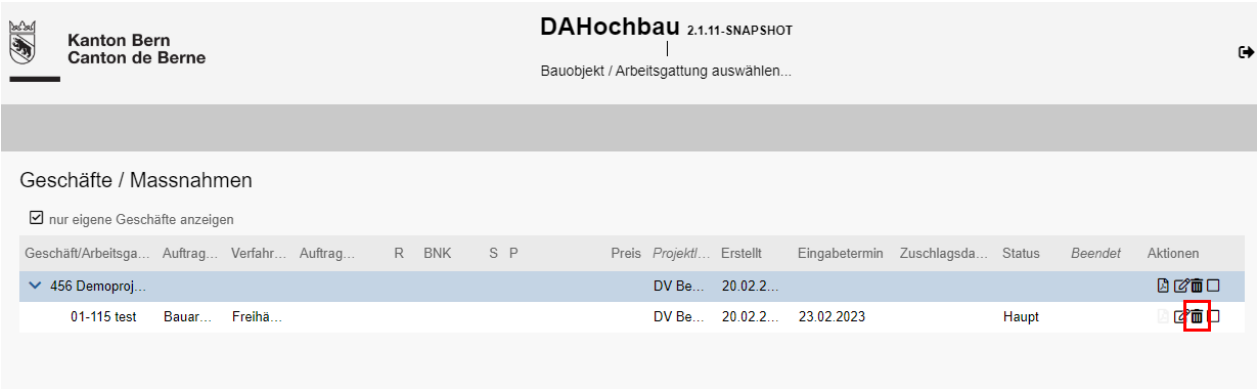 Kanton Bern
Canton de Berne
DAHochbau 2.1.11-SNAPSHOT
Bauobjekt / Arbeitsgattung auswählen...
Geschäfte / Massnahmen
nur eigene Geschäfte anzeigen
Geschäft/Arbeitsga... Auftrag... Verfahr... Auftrag... R BNK S P Preis Projektl... Erstellt Eingabetermin Zuschlagsda... Status Beendet Aktionen
456 Demoproj... DV Be... 20.02.2...
01-115 test Bauar... Freihä... DV Be... 20.02.2... 23.02.2023 Haupt